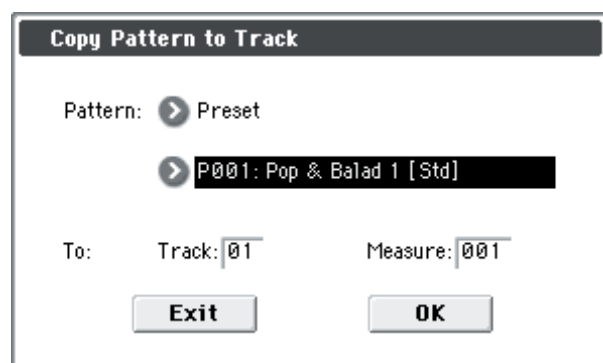 Copy Pattern to Track
Pattern: Preset
P001: Pop & Balad 1 [Std]
To: Track: 01 Measure: 001
Exit OK